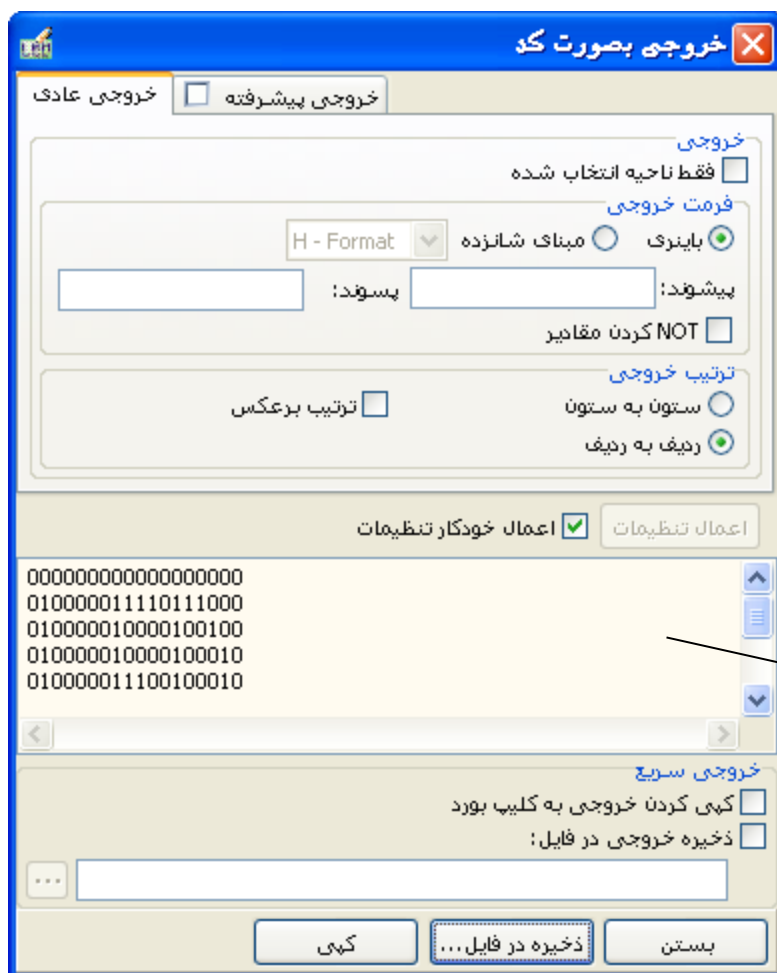 خروجی بصورت کد
خروجی عادی
خروجی پیشرفته
خروجی
فقط ناحیه انتخاب شده
فرمت خروجی
باینری
مبنای شانزده
H - Format
پیشوند:
پسوند:
NOT کردن مقادیر
ترتیب خروجی
ستون به ستون
ترتیب برعکس
ردیف به ردیف
اعمال تنظیمات
اعمال خودکار تنظیمات
000000000000000000
010000011110111000
010000010000100100
010000010000100010
010000011100100010
خروجی سریع
کپی کردن خروجی به کلیپ بورد
ذخیره خروجی در فایل:
...
بستن
ذخیره در فایل...
کپی